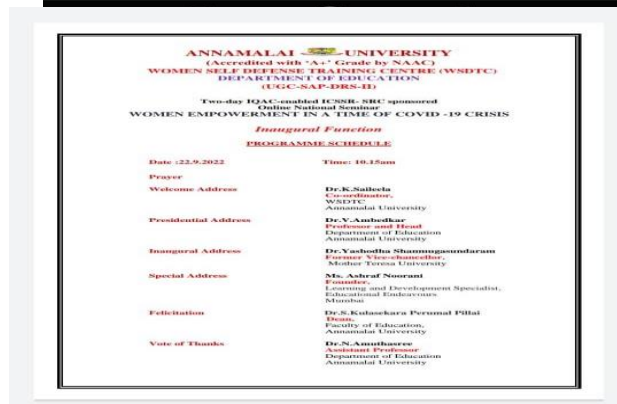 ANNAMALAI UNIVERSITY
(Accredited with 'A+' Grade by NAAC)
WOMEN SELF DEFENSE TRAINING CENTRE (WSDTC)
DEPARTMENT OF EDUCATION
(UGC-SAP-DRS-II)
Two-day IQAC-enabled ICSSR- SRC sponsored
Online National Seminar
WOMEN EMPOWERMENT IN A TIME OF COVID -19 CRISIS
Inaugural Function
PROGRAMME SCHEDULE
Date :22.9.2022 Time: 10.15am
Prayer
Welcome Address Dr.K.Saileela
Co-ordinator,
WSDTC
Annamalai University
Presidential Address Dr.V.Ambedkar
Professor and Head
Department of Education
Annamalai University
Inaugural Address Dr.Yashodha Shanmugasundaram
Former Vice-chancellor,
Mother Teresa University
Special Address Ms. Ashraf Noorani
Founder,
Learning and Development Specialist,
Educational Endeavours
Mumbai
Felicitation Dr.S.Kulasekara Perumal Pillai
Dean,
Faculty of Education,
Annamalai University
Vote of Thanks Dr.N.Amuthasree
Assistant Professor
Department of Education
Annamalai University